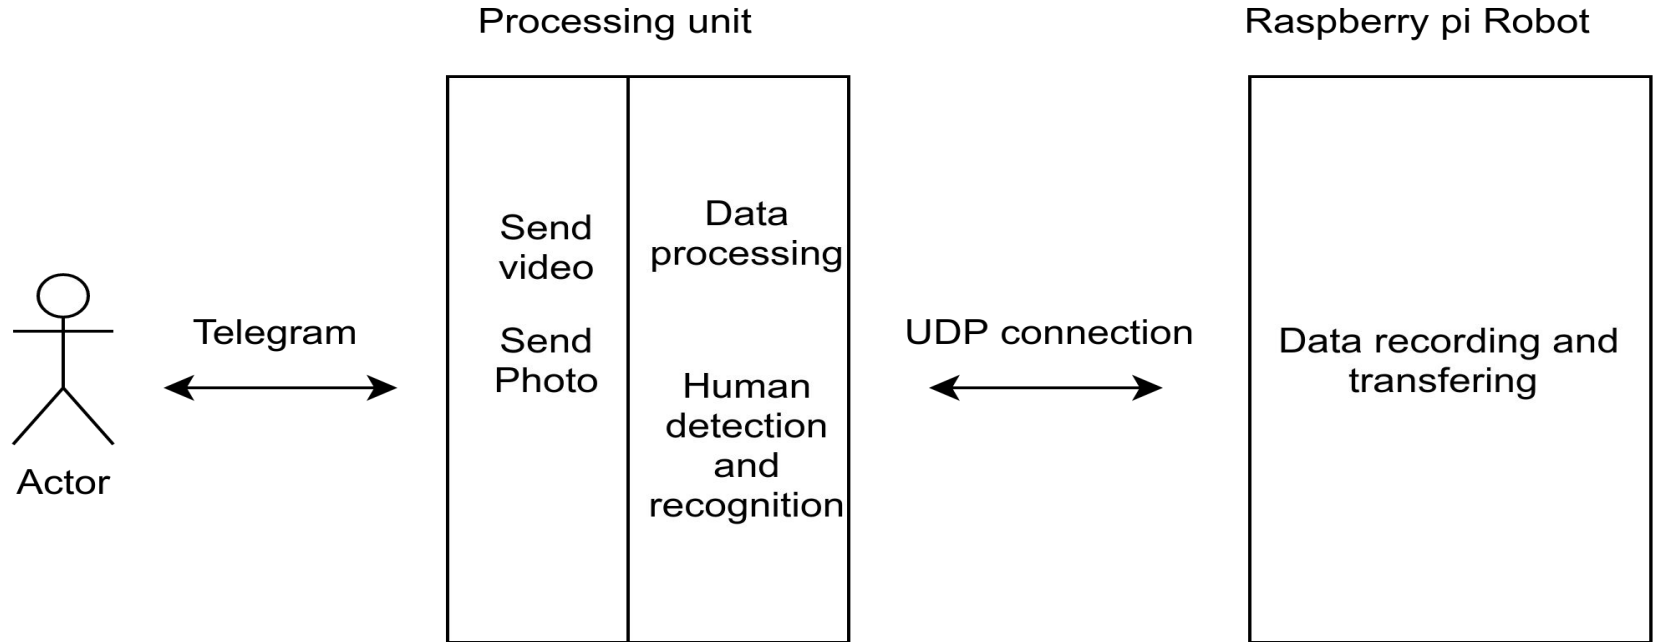 Processing unit
Raspberry pi Robot
Actor
Telegram
Send
video
Send
Photo
Data
processing
Human
detection
and
recognition
UDP connection
Data recording and
transfering